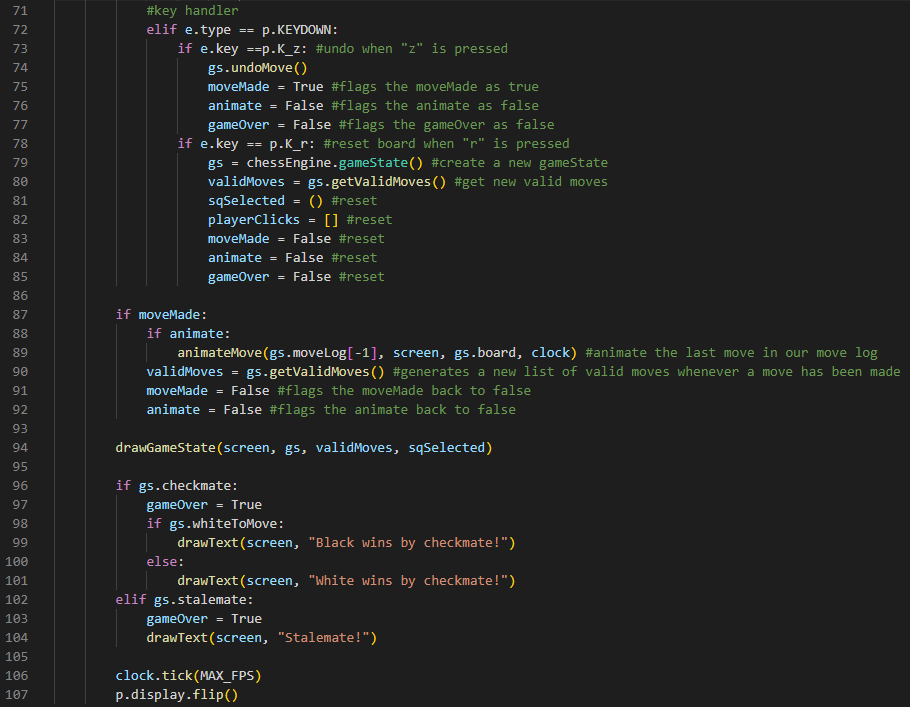 71 #key handler
72 elif e.type == p.KEYDOWN:
73 if e.key ==p.K_z: #undo when "z" is pressed
74 gs.undoMove()
75 moveMade = True #flags the moveMade as true
76 animate = False #flags the animate as false
77 gameOver = False #flags the gameOver as false
78 if e.key == p.K_r: #reset board when "r" is pressed
79 gs = chessEngine.gameState() #create a new gameState
80 validMoves = gs.getValidMoves() #get new valid moves
81 sqSelected = () #reset
82 playerClicks = [] #reset
83 moveMade = False #reset
84 animate = False #reset
85 gameOver = False #reset
86
87 if moveMade:
88 if animate:
89 animateMove(gs.moveLog[-1], screen, gs.board, clock) #animate the last move in our move log
90 validMoves = gs.getValidMoves() #generates a new list of valid moves whenever a move has been made
91 moveMade = False #flags the moveMade back to false
92 animate = False #flags the animate back to false
93
94 drawGameState(screen, gs, validMoves, sqSelected)
95
96 if gs.checkmate:
97 gameOver = True
98 if gs.whiteToMove:
99 drawText(screen, "Black wins by checkmate!")
100 else:
101 drawText(screen, "White wins by checkmate!")
102 elif gs.stalemate:
103 gameOver = True
104 drawText(screen, "Stalemate!")
105
106 clock.tick(MAX_FPS)
107 p.display.flip()